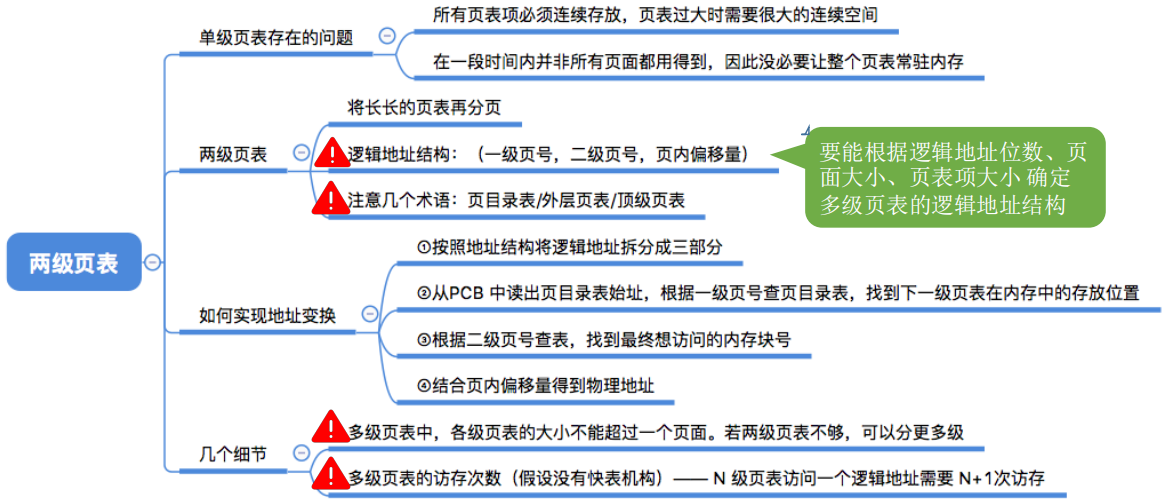 两级页表
单级页表存在的问题
所有页表项必须连续存放，页表过大时需要很大的连续空间
在一段时间内并非所有页面都用得到，因此没必要让整个页表常驻内存
两级页表
将长长的页表再分页
逻辑地址结构：（一级页号，二级页号，页内偏移量）
要能根据逻辑地址位数、页
面大小、页表项大小 确定
多级页表的逻辑地址结构
注意几个术语：页目录表/外层页表/顶级页表
如何实现地址变换
①按照地址结构将逻辑地址拆分成三部分
②从PCB 中读出页目录表始址，根据一级页号查页目录表，找到下一级页表在内存中的存放位置
③根据二级页号查表，找到最终想访问的内存块号
④结合页内偏移量得到物理地址
几个细节
多级页表中，各级页表的大小不能超过一个页面。若两级页表不够，可以分更多级
多级页表的访存次数（假设没有快表机构）—— N 级页表访问一个逻辑地址需要 N+1次访存